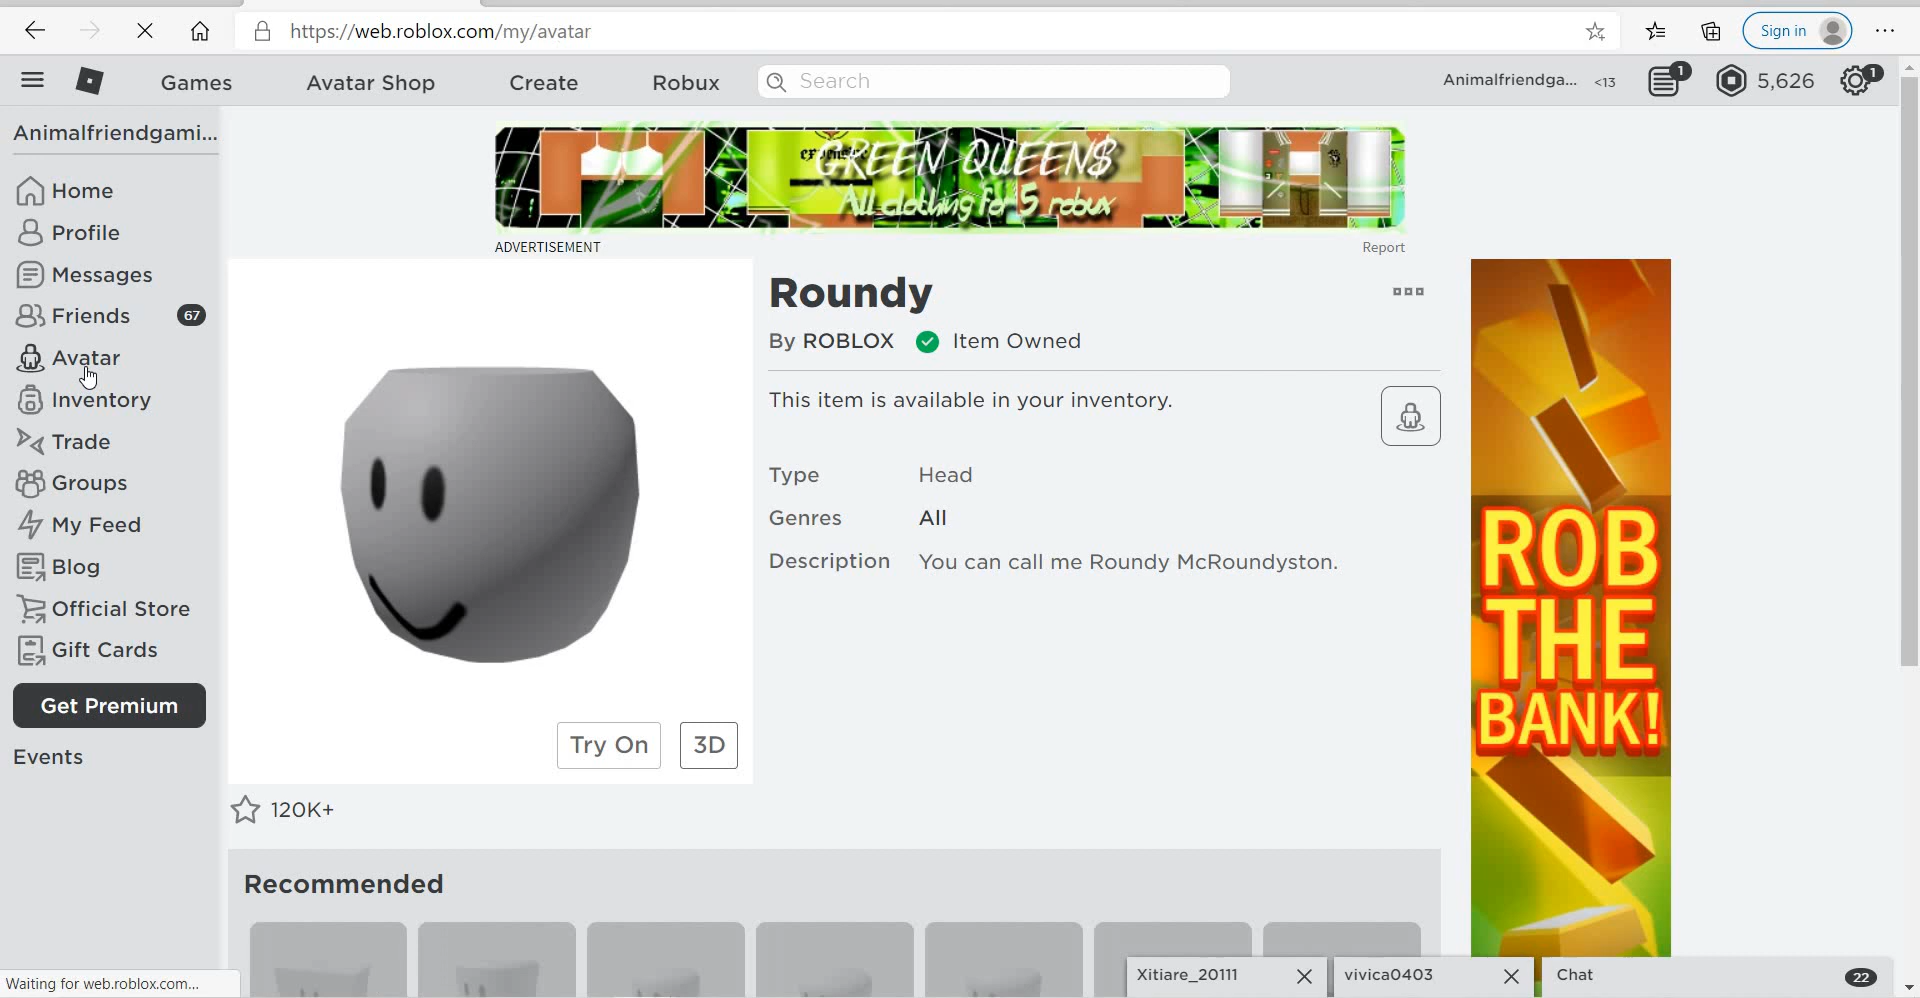 https://web.roblox.com/my/avatar
Sign in
Games
Avatar Shop
Create
Robux
Search
Animalfriendga...
<13
1
5,626
1
Animalfriendgami...
Home
Profile
Messages
Friends
67
Avatar
Inventory
Trade
Groups
My Feed
Blog
Official Store
Gift Cards
Get Premium
Events
GREEN QUEEN$
All clothing for 5 robux
ADVERTISEMENT
Report
Roundy
By ROBLOX
Item Owned
This item is available in your inventory.
Type
Head
Genres
All
Description
You can call me Roundy McRoundyston.
Try On
3D
120K+
ROB
THE
BANK!
Recommended
Xitiare_20111
vivica0403
Chat
22
Waiting for web.roblox.com...